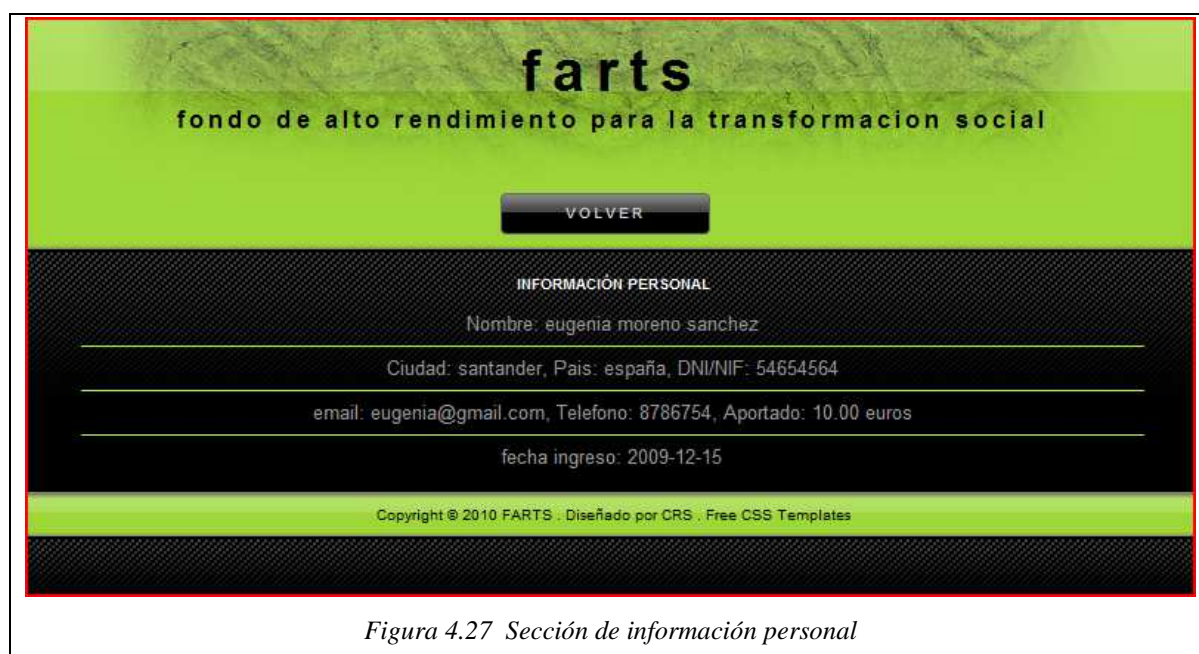 farts
fondo de alto rendimiento para la transformacion social
VOLVER
INFORMACIÓN PERSONAL
Nombre: eugenia moreno sanchez
Ciudad: santander, Pais: españa, DNI/NIF: 54654564
email: eugenia@gmail.com, Telefono: 8786754, Aportado: 10.00 euros
fecha ingreso: 2009-12-15
Copyright © 2010 FARTS . Diseñado por CRS . Free CSS Templates
Figura 4.27 Sección de información personal